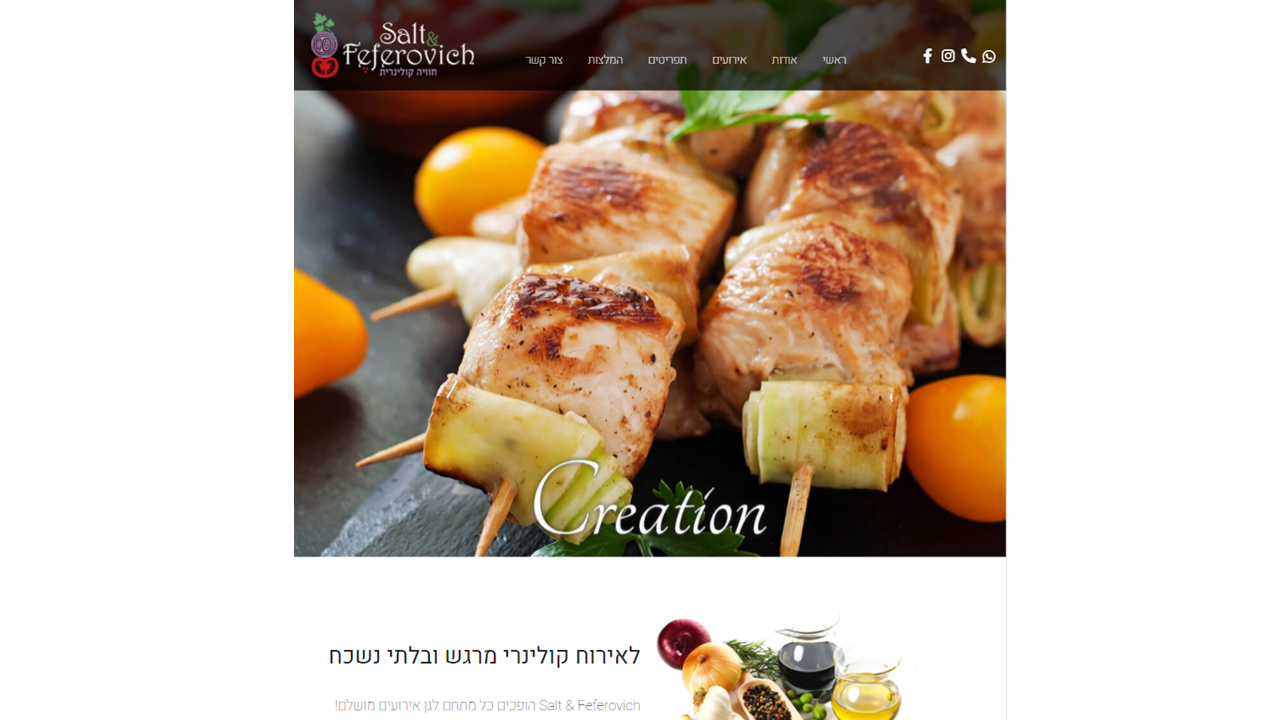 Salt &
Feferovich
חוויה קולינרית
ראשי אודות אירועים תפריטים המלצות צור קשר
Creation
לאירוח קולינרי מרגש ובלתי נשכח
Salt & Feferovich הופכים כל מתחם לגן אירועים מושלם!